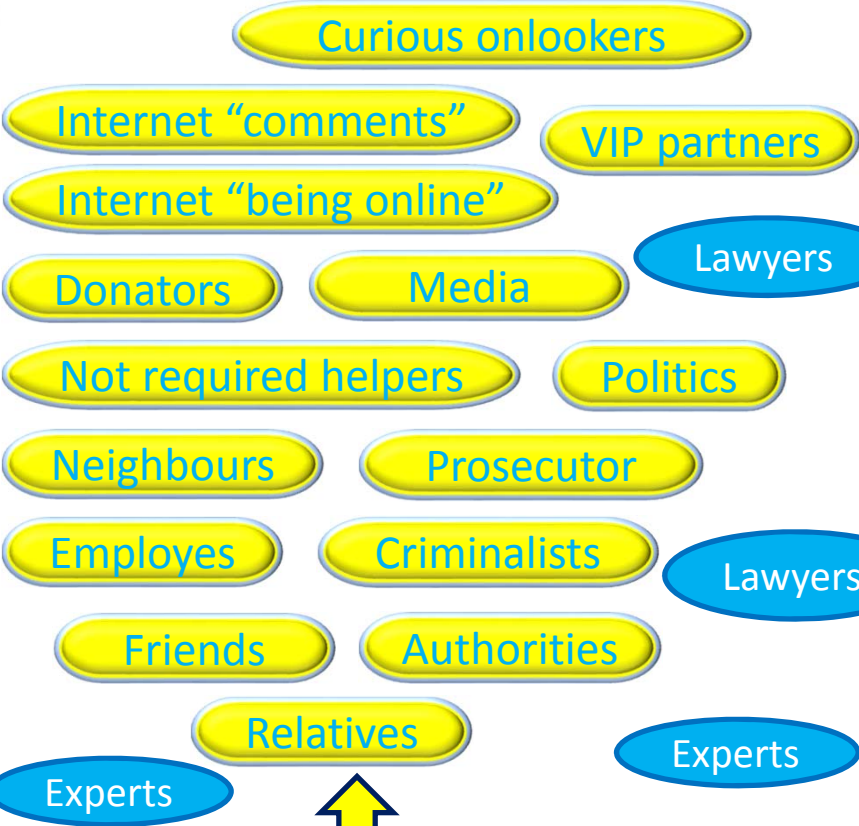 Curious onlookers
Internet “comments”
VIP partners
Internet “being online”
Lawyers
Donators
Media
Not required helpers
Politics
Neighbours
Prosecutor
Employes
Criminalists
Lawyers
Friends
Authorities
Relatives
Experts
Experts